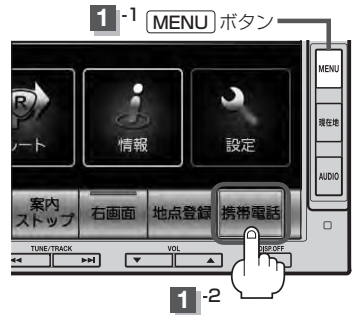 1 -1 MENU ボタン
MENU
R
現在地
ート
情報
設定
AUDIO
案内
ストップ
右画面
地点登録
携帯電話
TUNE/TRACK
VOL
DISP.OFF
1 -2